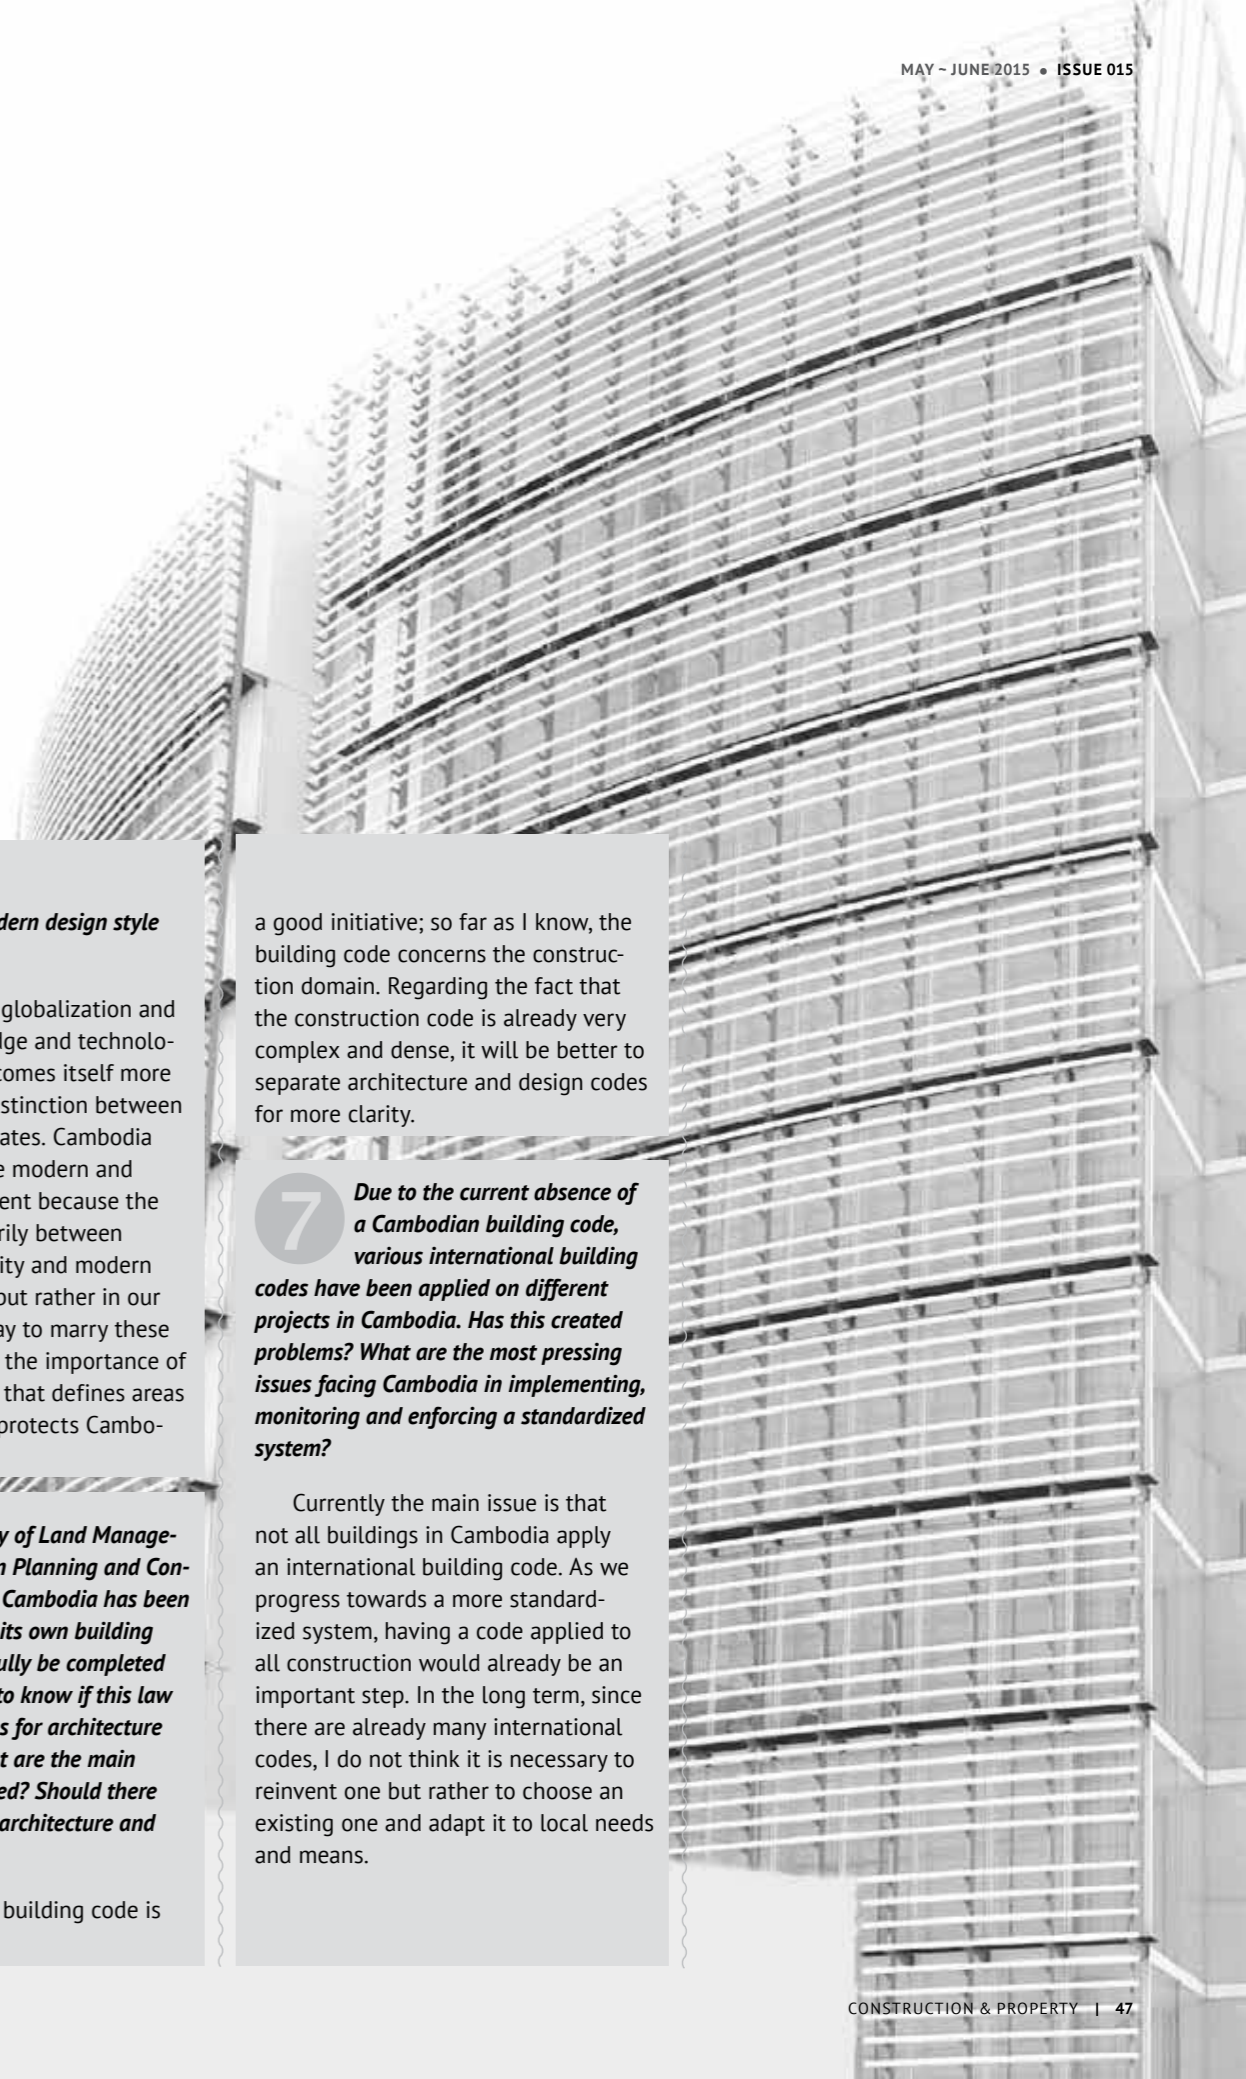 MAY ~ JUNE 2015 ● ISSUE 015
design style
globalization and
and technolo-
itself more
between
Cambodia
modern and
because the
between
and modern
but rather in our
to marry these
the importance of
that defines areas
protects Cambo-
of Land Manage-
Planning and Con-
Cambodia has been
its own building
be completed
to know if this law
for architecture
are the main
Should there
architecture and
building code is
a good initiative; so far as I know, the
building code concerns the construc-
tion domain. Regarding the fact that
the construction code is already very
complex and dense, it will be better to
separate architecture and design codes
for more clarity.
7
Due to the current absence of
a Cambodian building code,
various international building
codes have been applied on different
projects in Cambodia. Has this created
problems? What are the most pressing
issues facing Cambodia in implementing,
monitoring and enforcing a standardized
system?
Currently the main issue is that
not all buildings in Cambodia apply
an international building code. As we
progress towards a more standard-
ized system, having a code applied to
all construction would already be an
important step. In the long term, since
there are already many international
codes, I do not think it is necessary to
reinvent one but rather to choose an
existing one and adapt it to local needs
and means.
CONSTRUCTION & PROPERTY | 47